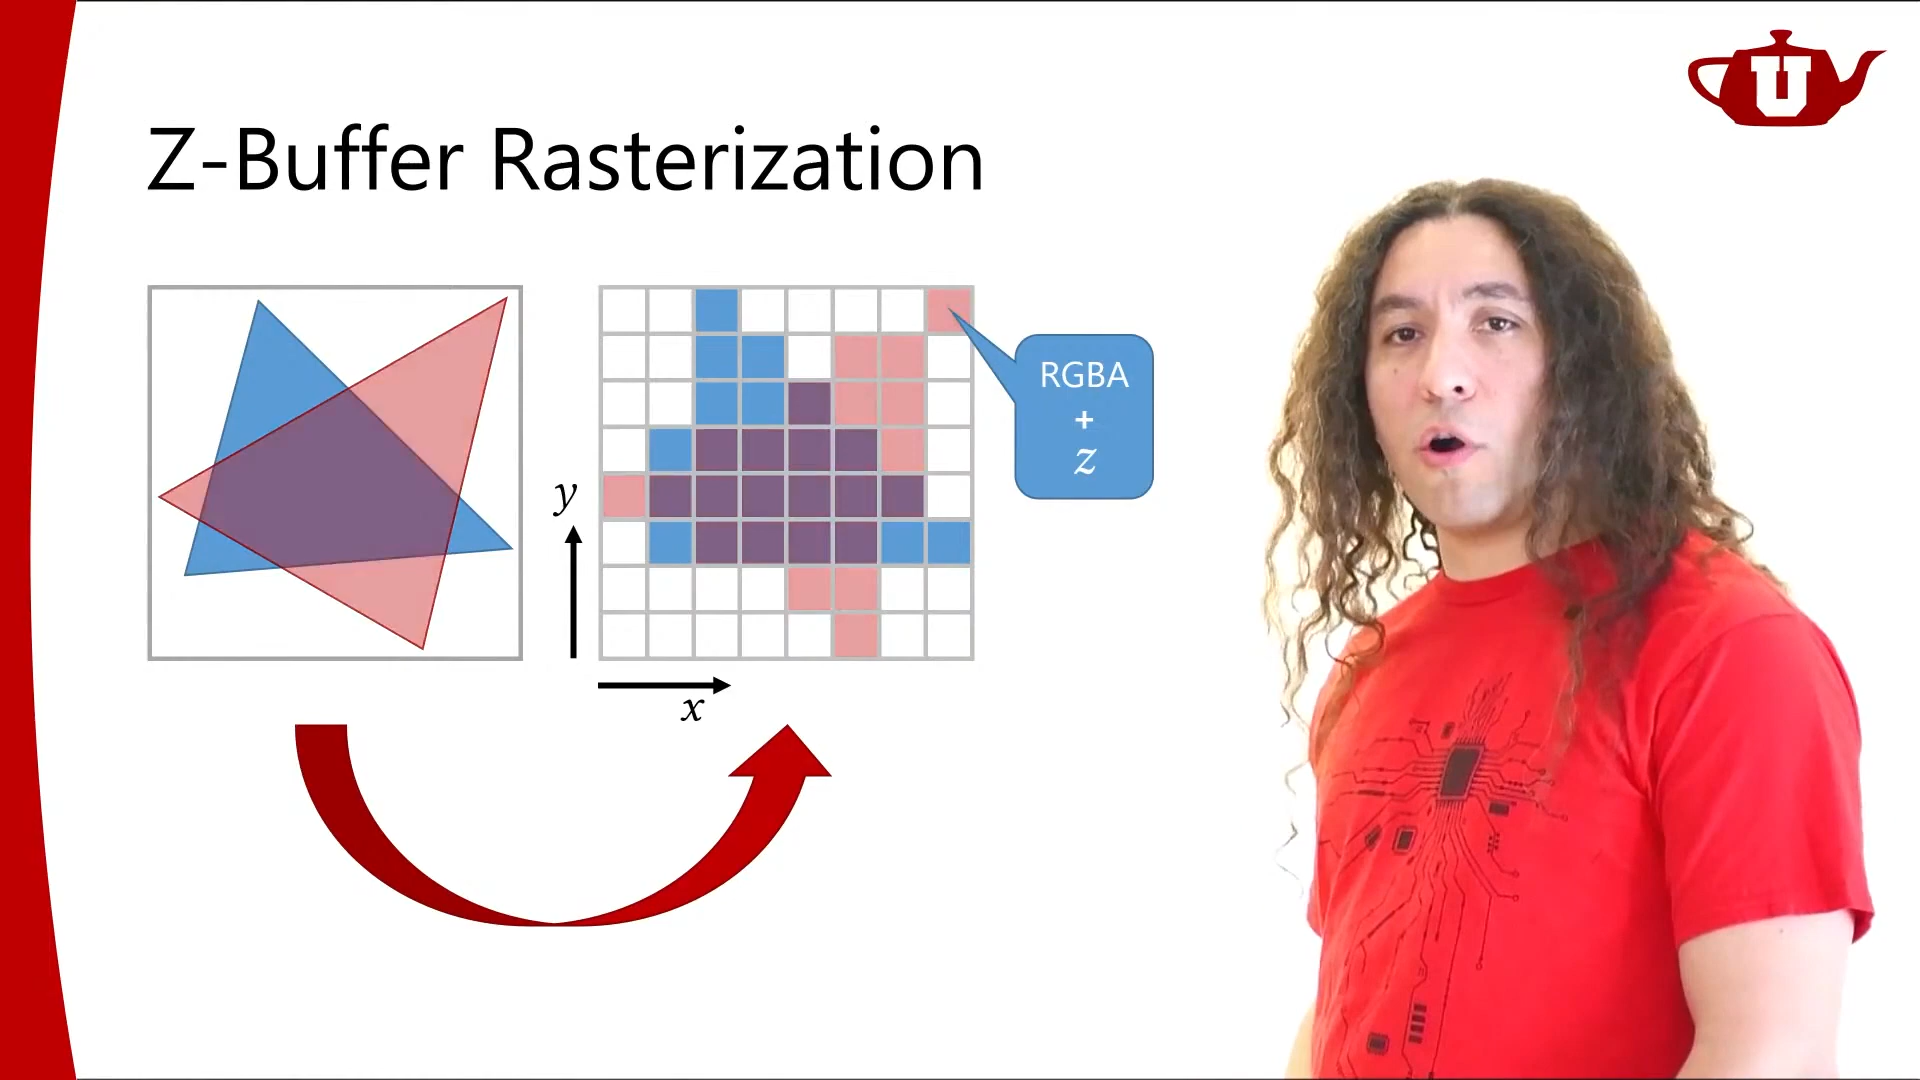 U
Z-Buffer Rasterization
RGBA
+
z
y
x